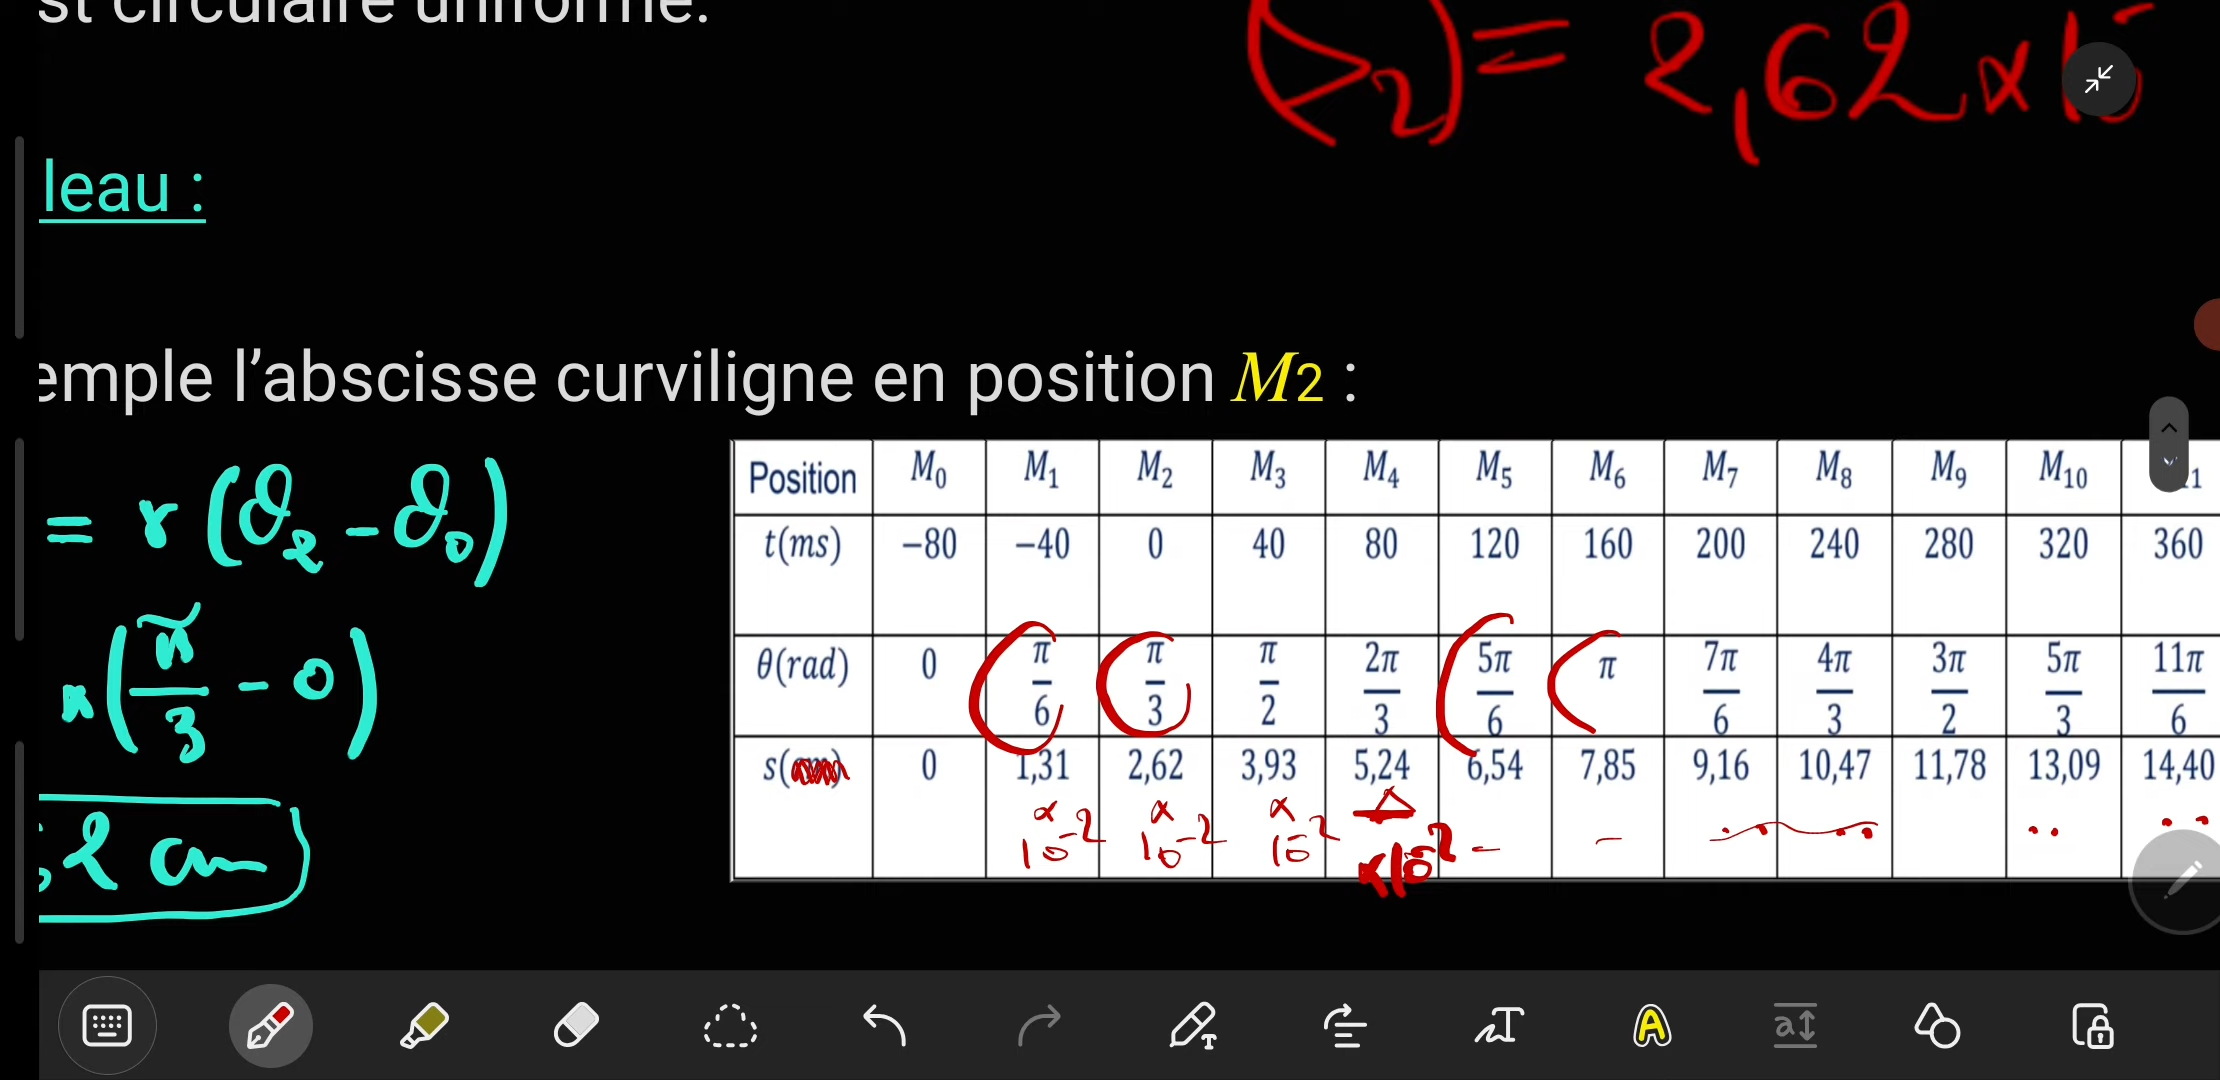 st circulaire uniforme.
2) = 2,62 x 10
leau :
emple l’abscisse curviligne en position M2 :
= r (θ2 - θ0)
x (π/3 - 0)
2 cm
Position M0 M1 M2 M3 M4 M5 M6 M7 M8 M9 M10
t(ms) −80 −40 0 40 80 120 160 200 240 280 320 360
θ(rad) 0 π/6 π/3 π/2 2π/3 5π/6 π 7π/6 4π/3 3π/2 5π/3 11π/6
s( ) 0 1,31 2,62 3,93 5,24 6,54 7,85 9,16 10,47 11,78 13,09 14,40
x 10-2 x 10-2 x 10-2 x10-2